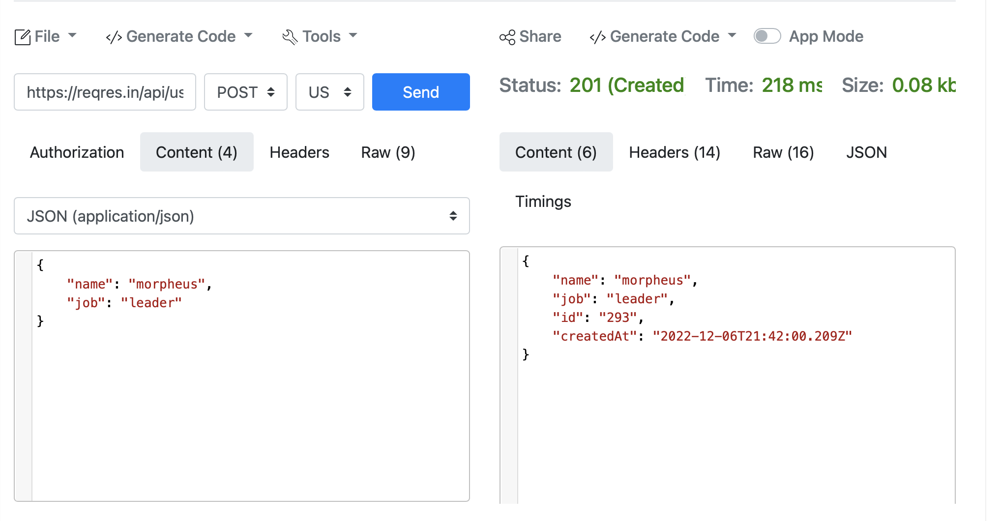 File
</> Generate Code
Tools
https://reqres.in/api/us
POST
US
Send
Authorization
Content (4)
Headers
Raw (9)
JSON (application/json)
{
    "name": "morpheus",
    "job": "leader"
}
Share
</> Generate Code
App Mode
Status: 201 (Created
Time: 218 ms
Size: 0.08 kb
Content (6)
Headers (14)
Raw (16)
JSON
Timings
{
    "name": "morpheus",
    "job": "leader",
    "id": "293",
    "createdAt": "2022-12-06T21:42:00.209Z"
}